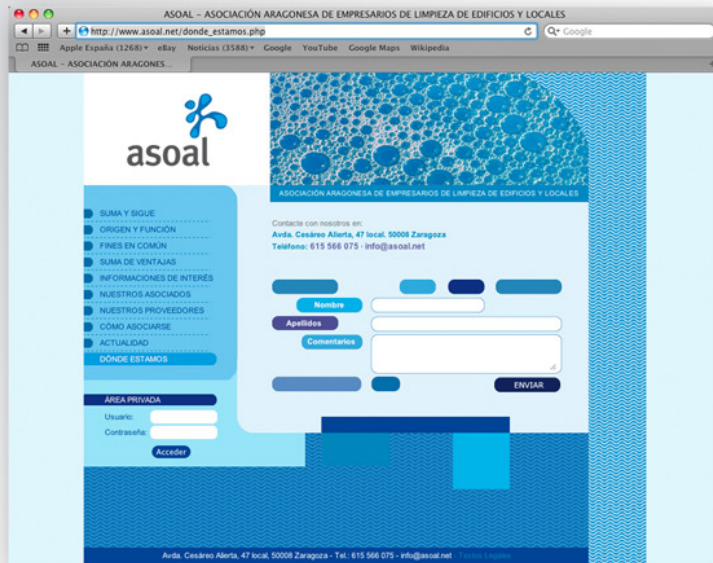 ASOAL – ASOCIACIÓN ARAGONESA DE EMPRESARIOS DE LIMPIEZA DE EDIFICIOS Y LOCALES
http://www.asoal.net/donde_estamos.php
Google
Apple España (1268) eBay Noticias (3588) Google YouTube Google Maps Wikipedia
ASOAL – ASOCIACIÓN ARAGONES...
asoal
ASOCIACIÓN ARAGONESA DE EMPRESARIOS DE LIMPIEZA DE EDIFICIOS Y LOCALES
SUMA Y SIGUE
ORIGEN Y FUNCIÓN
FINES EN COMÚN
SUMA DE VENTAJAS
INFORMACIONES DE INTERÉS
NUESTROS ASOCIADOS
NUESTROS PROVEEDORES
CÓMO ASOCIARSE
ACTUALIDAD
DÓNDE ESTAMOS
ÁREA PRIVADA
Usuario:
Contraseña:
Acceder
Contacte con nosotros en:
Avda. Cesáreo Alierta, 47 local. 50008 Zaragoza
Teléfono: 615 566 075 · info@asoal.net
Nombre
Apellidos
Comentarios
ENVIAR
Avda. Cesáreo Alierta, 47 local, 50008 Zaragoza - Tel.: 615 566 075 - info@asoal.net - Textos Legales